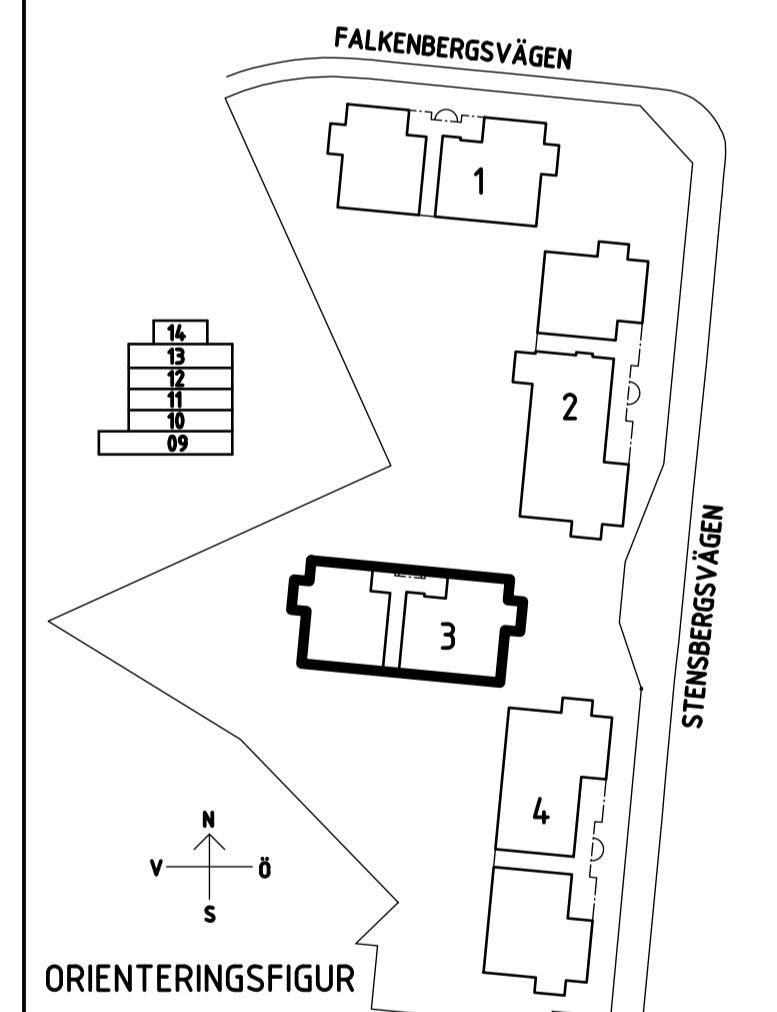 FALKENBERGSVÄGEN
1
14
13
12
11
10
09
2
STENSBERGSVÄGEN
3
4
N
V Ö
S
ORIENTERINGSFIGUR